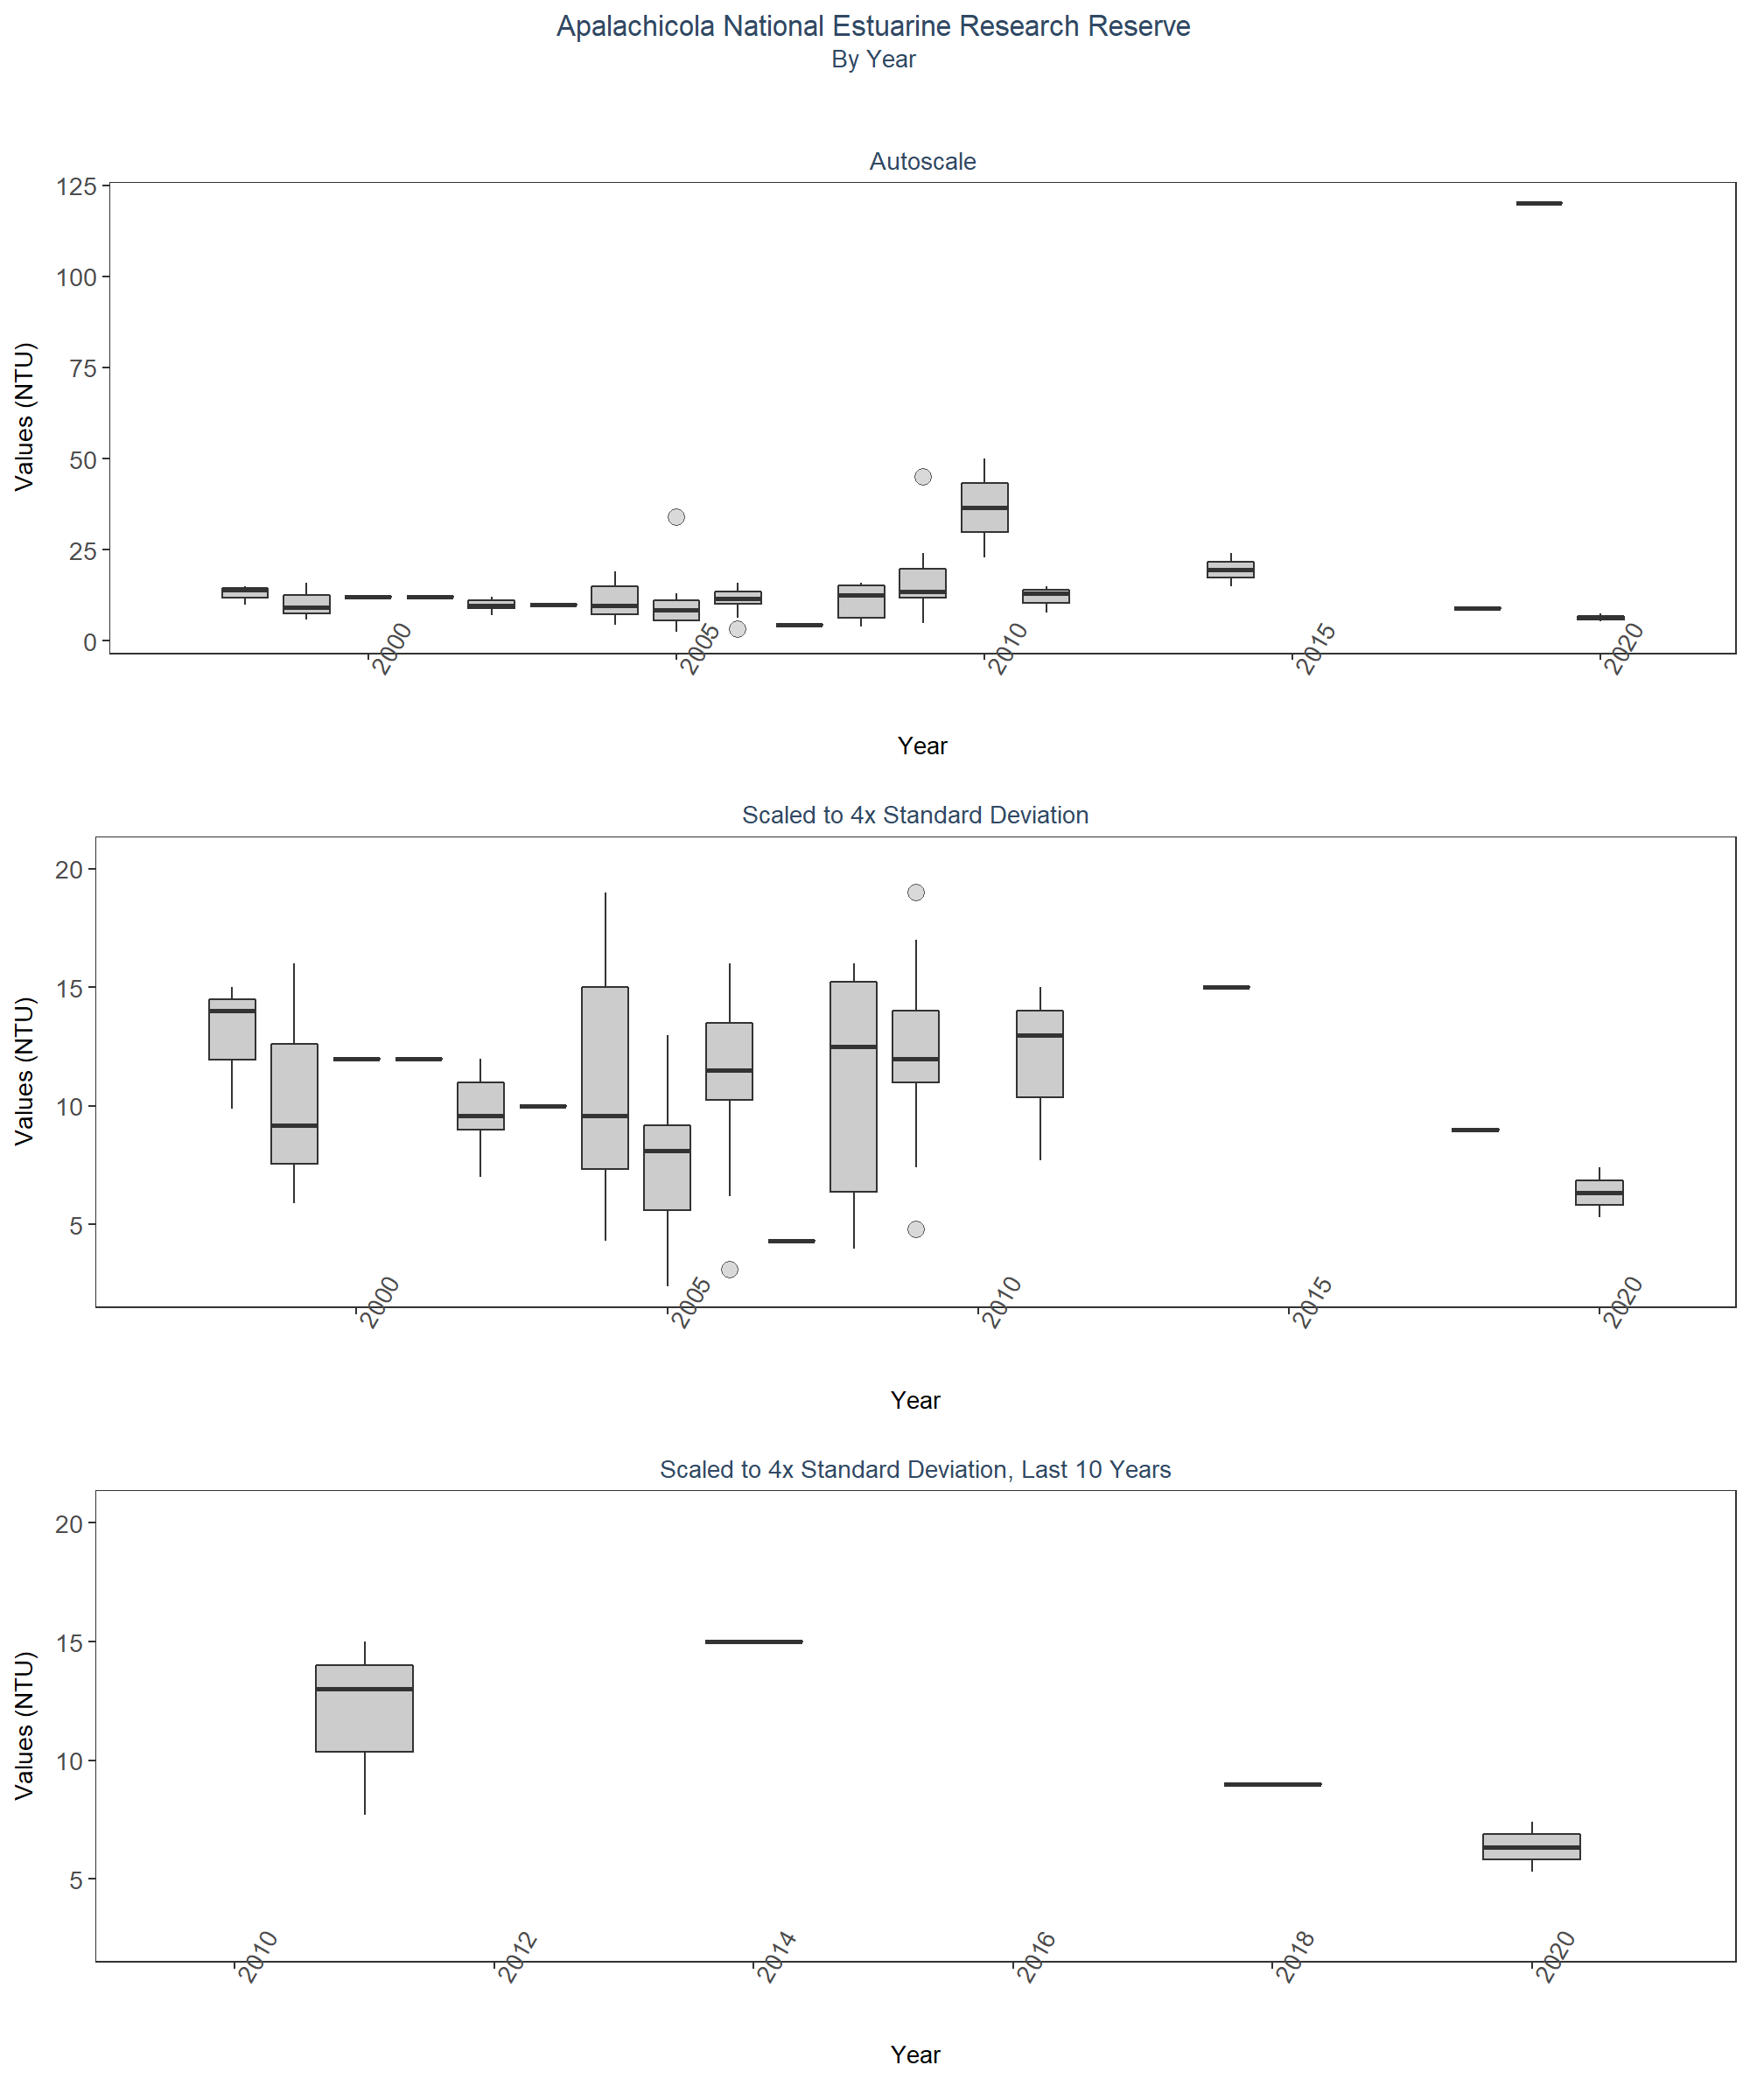 Apalachicola National Estuarine Research Reserve
By Year
Autoscale
Values (NTU)
125
100
75
50
25
0
2000 2005 2010 2015 2020
Year
Scaled to 4x Standard Deviation
Values (NTU)
20
15
10
5
2000 2005 2010 2015 2020
Year
Scaled to 4x Standard Deviation, Last 10 Years
Values (NTU)
20
15
10
5
2010 2012 2014 2016 2018 2020
Year